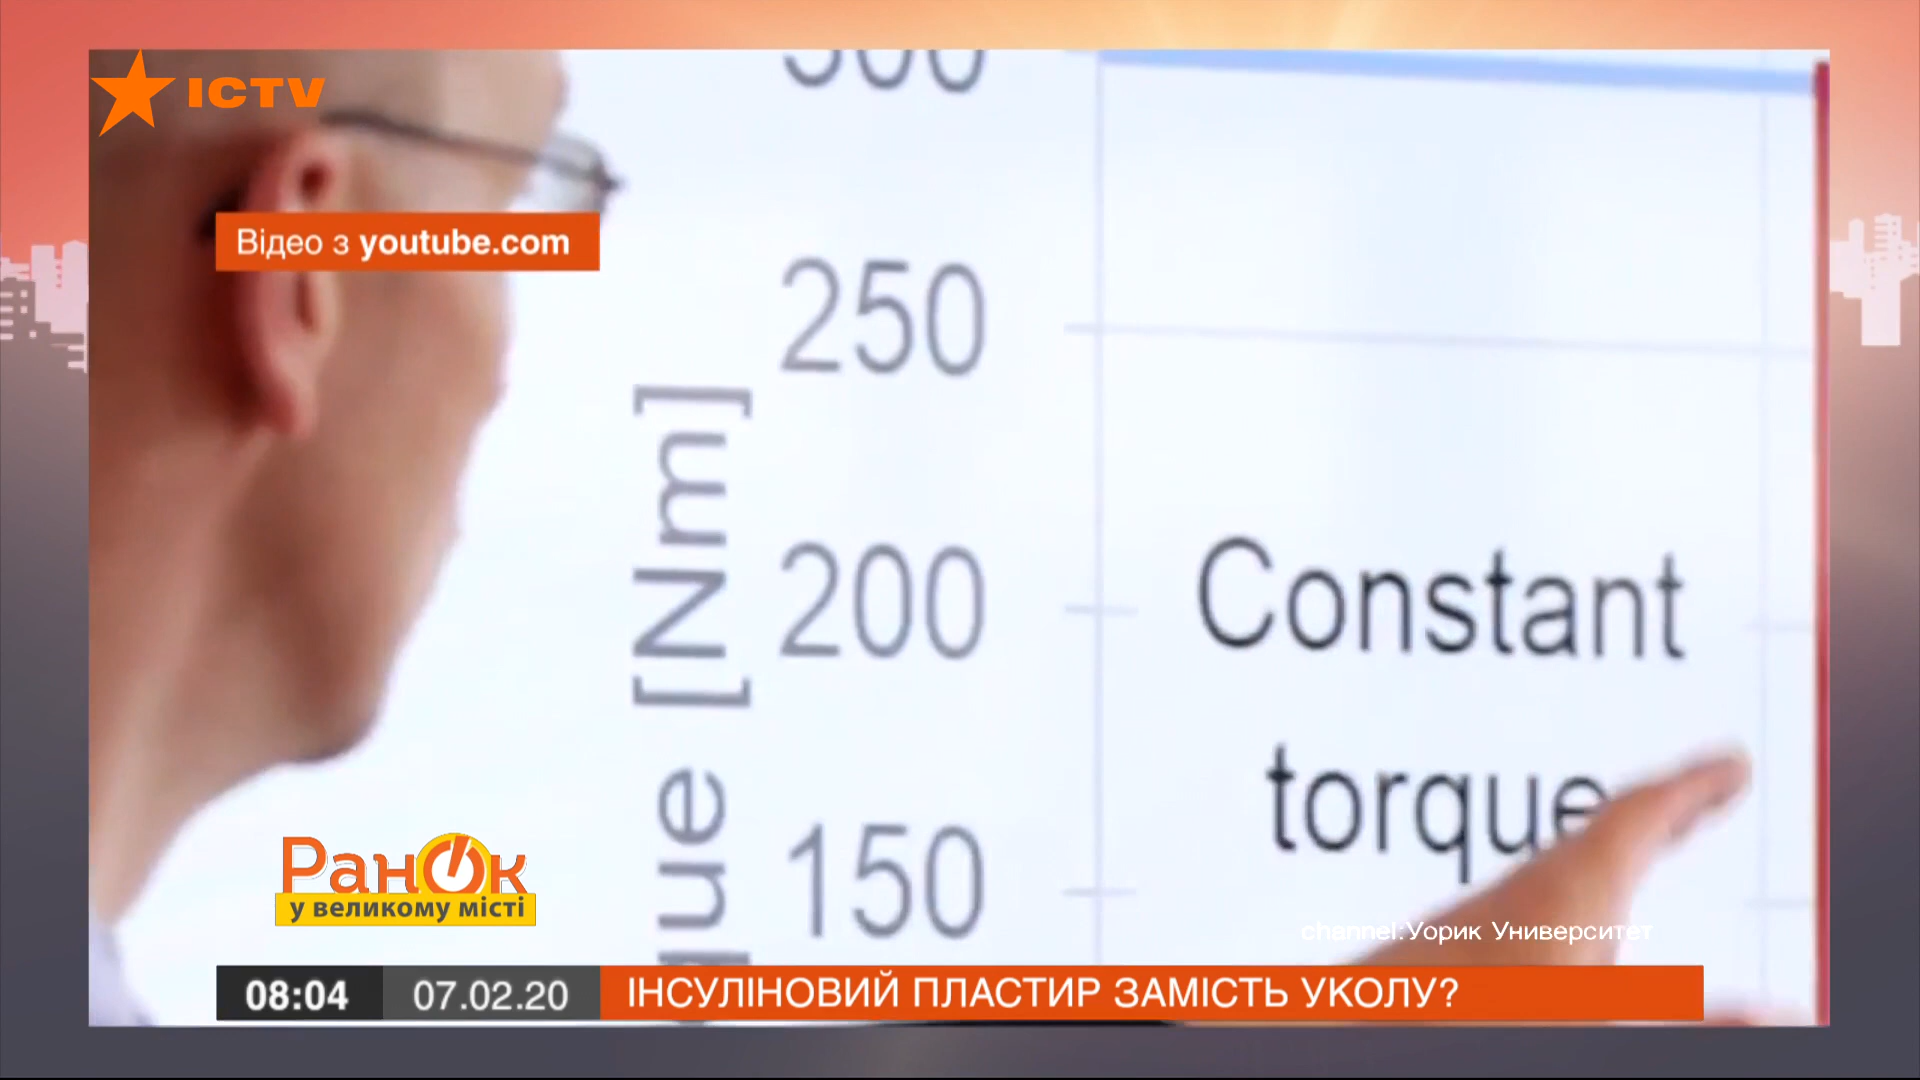 ICTV
300
Відео з youtube.com
250
[Nm]
200
Constant
torque
150
Ранок
у великому місті
channel:Уорик Университет
08:04
07.02.20
ІНСУЛІНОВИЙ ПЛАСТИР ЗАМІСТЬ УКОЛУ?